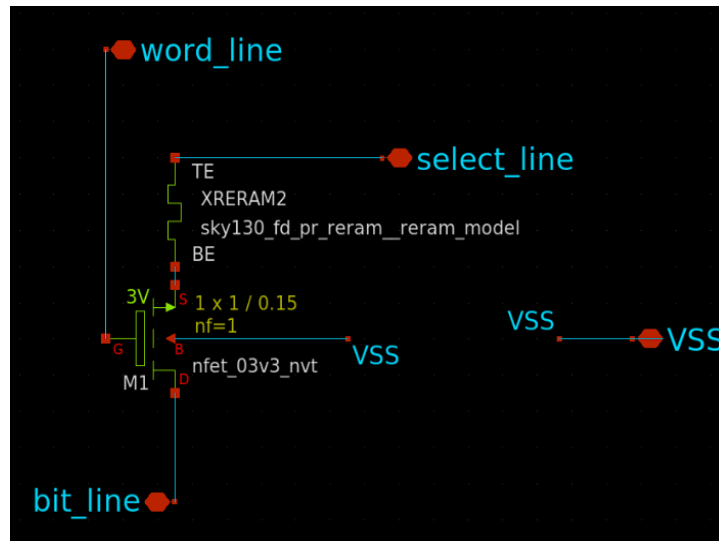 word_line
TE
select_line
XRERAM2
sky130_fd_pr_reram__reram_model
BE
3V
S
1 x 1 / 0.15
nf=1
G
B
VSS
VSS
VSS
nfet_03v3_nvt
M1
D
bit_line